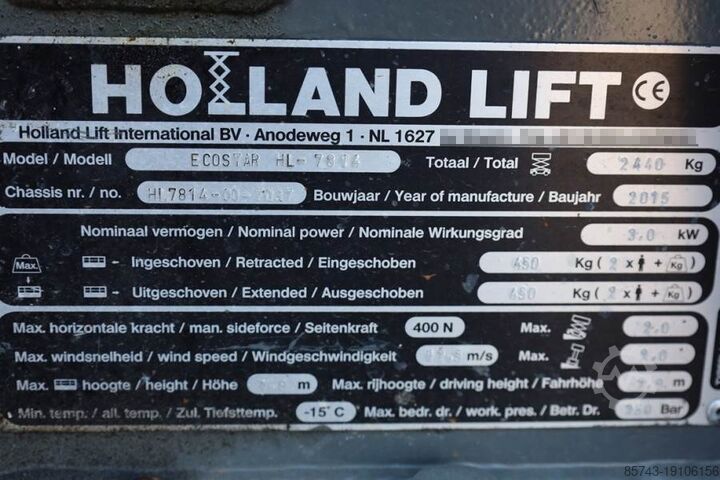 HOLLAND LIFT CE
Holland Lift International BV · Anodeweg 1 · NL 1627
Model / Modell ECOSTAR HL-7814 Totaal / Total 2440 Kg
Chassis nr. / no. Bouwjaar / Year of manufacture / Baujahr 2015
Nominaal vermogen / Nominal power / Nominale Wirkungsgrad 3.0 kW
Max. Ingeschoven / Retracted / Eingeschoben 450 Kg ( 2 x + Kg )
Uitgeschoven / Extended / Ausgeschoben 450 Kg ( 2 x + Kg )
Max. horizontale kracht / man. sideforce / Seitenkraft 400 N Max. 2.0
Max. windsnelheid / wind speed / Windgeschwindigkeit m/s Max. 2.0
Max. hoogte / height / Höhe m Max. rijhoogte / driving height / Fahrhöhe m
Min. temp. / all. temp. / Zul. Tiefsttemp. -15° C Max. bedr. dr. / work. pres. / Betr. Dr. Bar
85743-19106156